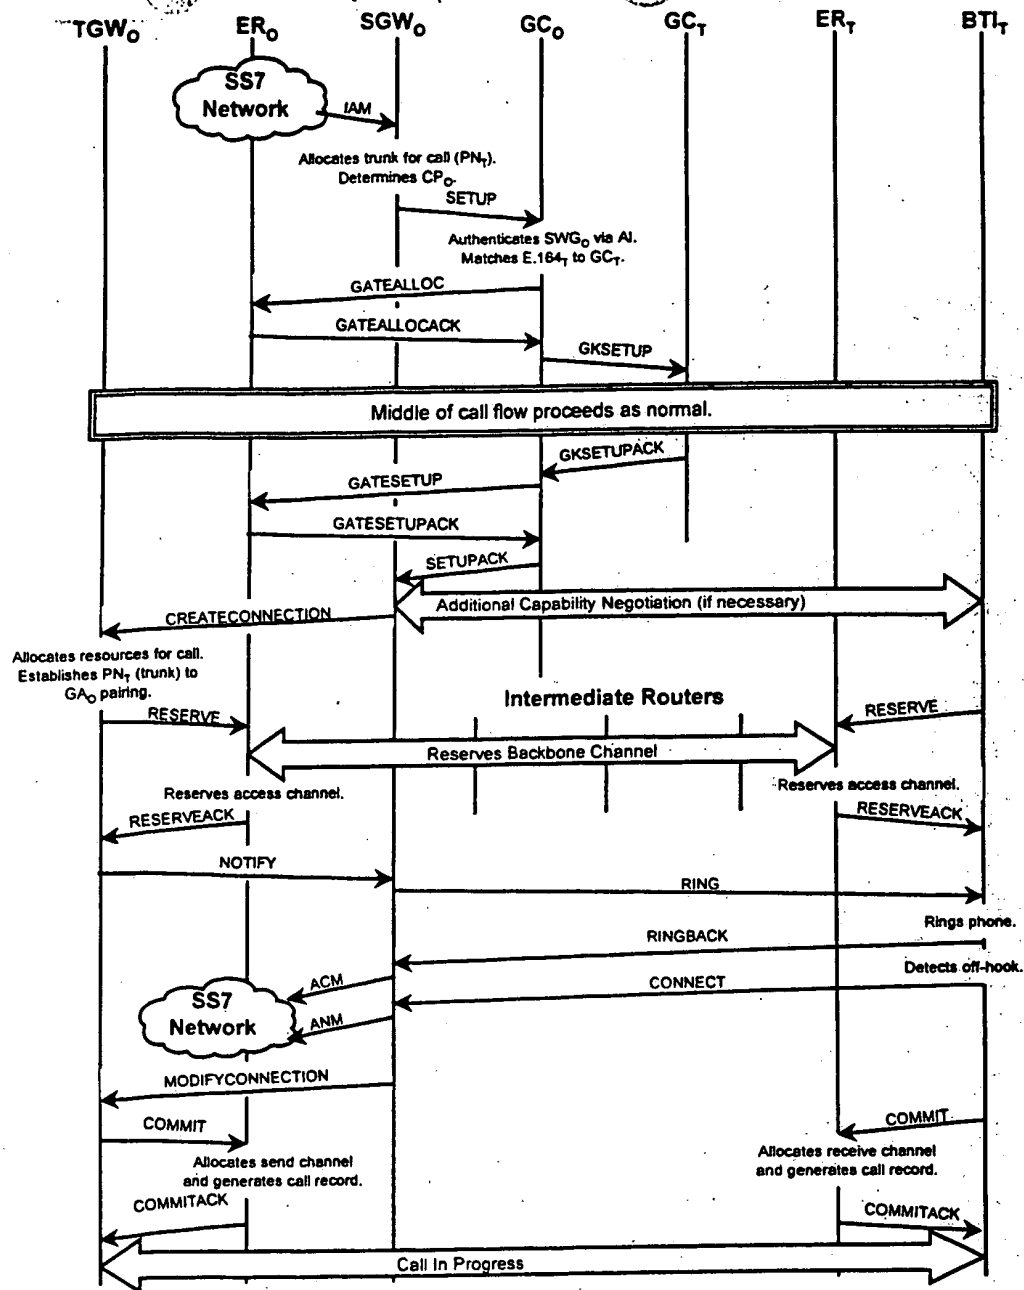 TGWO ERO SGWO GCO GCT ERT BTIT
SS7
Network
IAM
Allocates trunk for call (PNT).
Determines CPO.
SETUP
Authenticates SWGO via AI.
Matches E.164T to GCT.
GATEALLOC
GATEALLOCACK
GKSETUP
Middle of call flow proceeds as normal.
GKSETUPACK
GATESETUP
GATESETUPACK
SETUPACK
Additional Capability Negotiation (if necessary)
CREATECONNECTION
Allocates resources for call.
Establishes PNT (trunk) to
GAO pairing.
Intermediate Routers
RESERVE
RESERVE
Reserves Backbone Channel
Reserves access channel.
Reserves access channel.
RESERVEACK
RESERVEACK
NOTIFY
RING
Rings phone.
RINGBACK
Detects off-hook.
ACM
CONNECT
SS7
Network
ANM
MODIFYCONNECTION
COMMIT
COMMIT
Allocates send channel
and generates call record.
Allocates receive channel
and generates call record.
COMMITACK
COMMITACK
Call In Progress